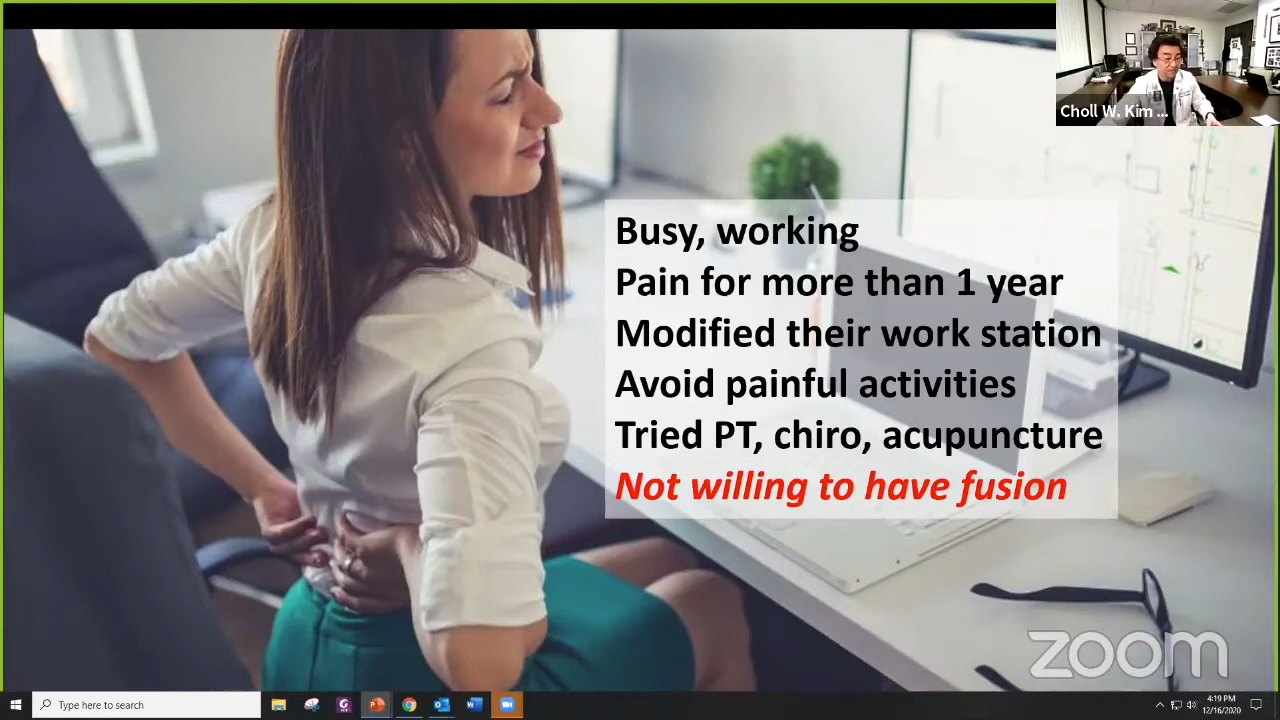 Choll W. Kim ...
Busy, working
Pain for more than 1 year
Modified their work station
Avoid painful activities
Tried PT, chiro, acupuncture
Not willing to have fusion
zoom
Type here to search
4:19 PM
12/16/2020